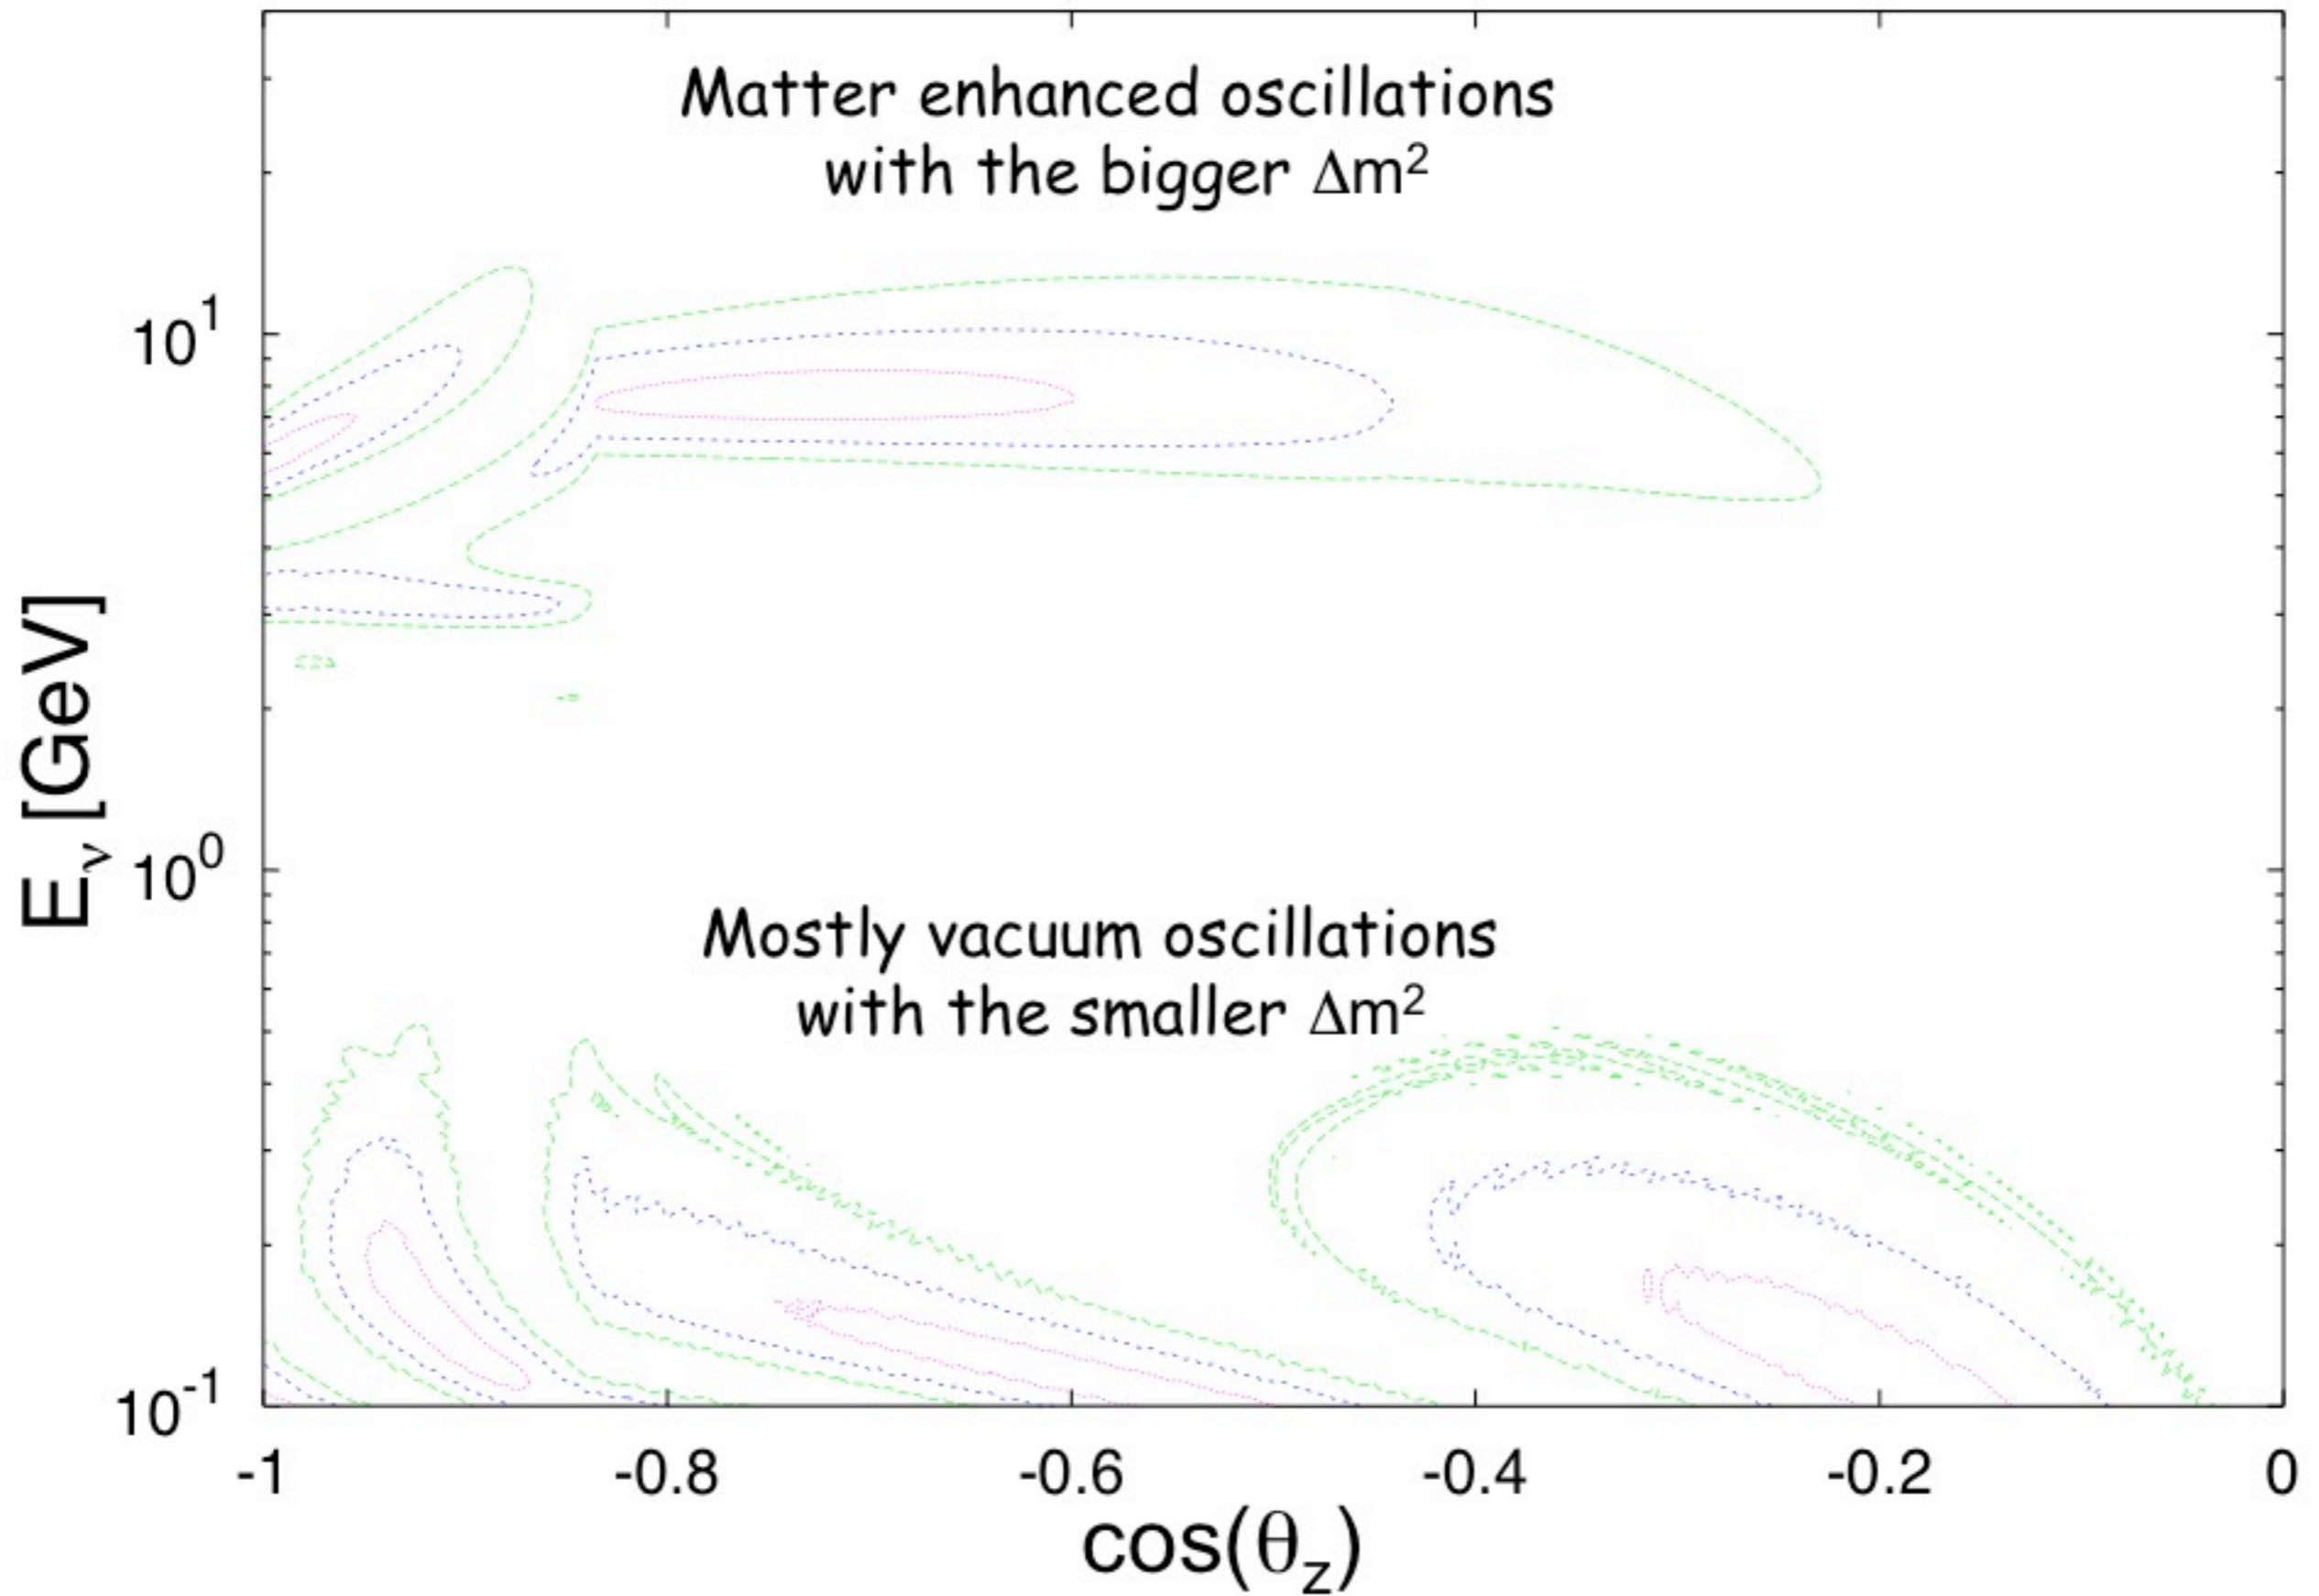 Matter enhanced oscillations
with the bigger Δm²
10¹
E_ν [GeV]
10⁰
Mostly vacuum oscillations
with the smaller Δm²
10⁻¹
-1 -0.8 -0.6 -0.4 -0.2 0
cos(θ_z)